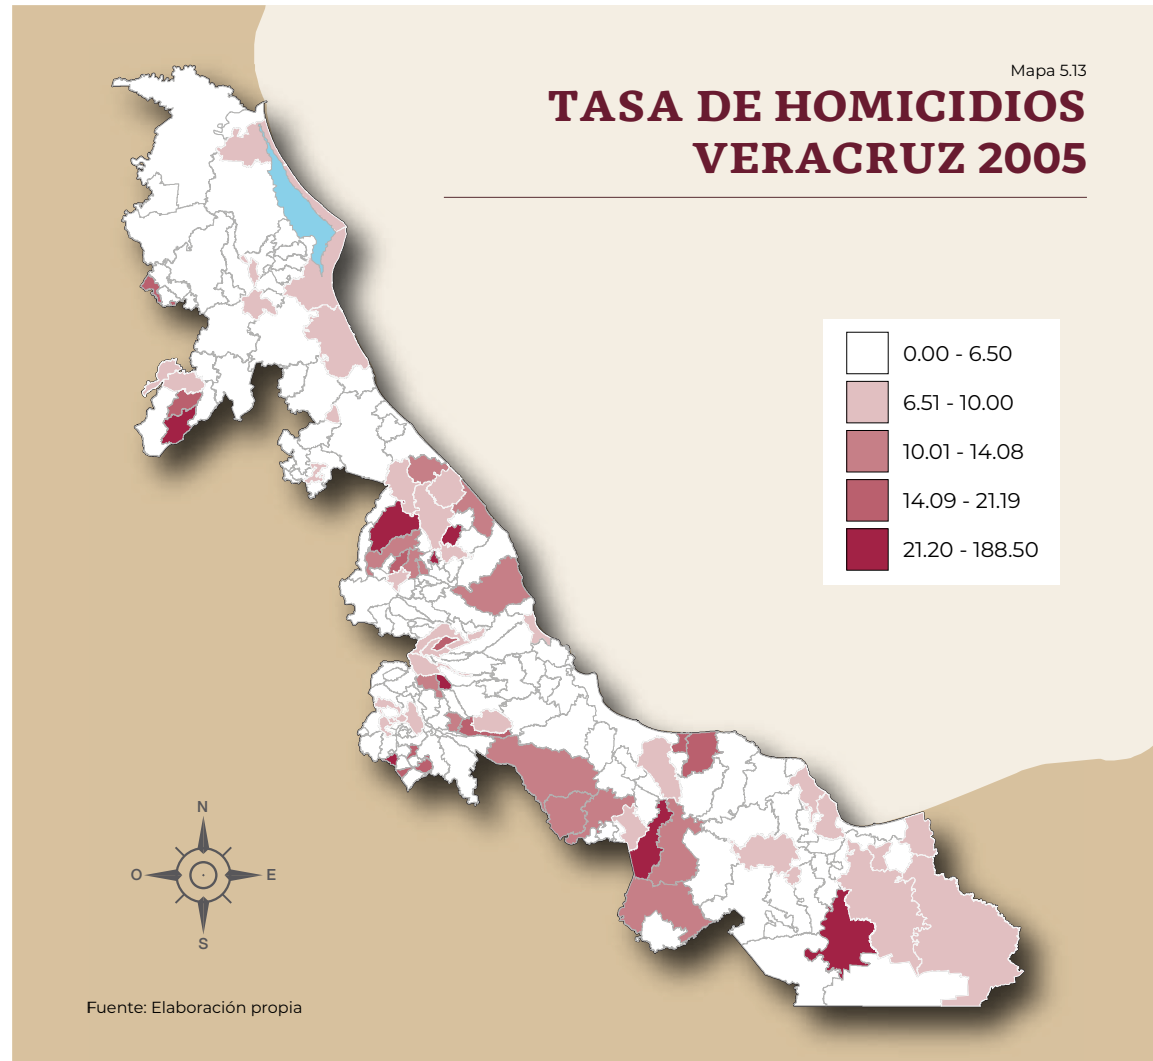 Mapa 5.13
TASA DE HOMICIDIOS
VERACRUZ 2005
0.00 - 6.50
6.51 - 10.00
10.01 - 14.08
14.09 - 21.19
21.20 - 188.50
N
O
E
S
Fuente: Elaboración propia